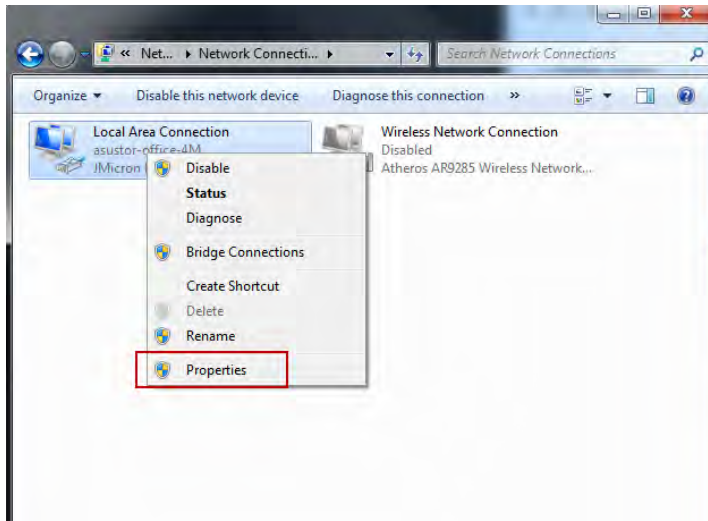 « Net... Network Connecti...
Search Network Connections
Organize Disable this network device Diagnose this connection »
Local Area Connection
asustor-office-4M
JMicron
Wireless Network Connection
Disabled
Atheros AR9285 Wireless Network...
Disable
Status
Diagnose
Bridge Connections
Create Shortcut
Delete
Rename
Properties